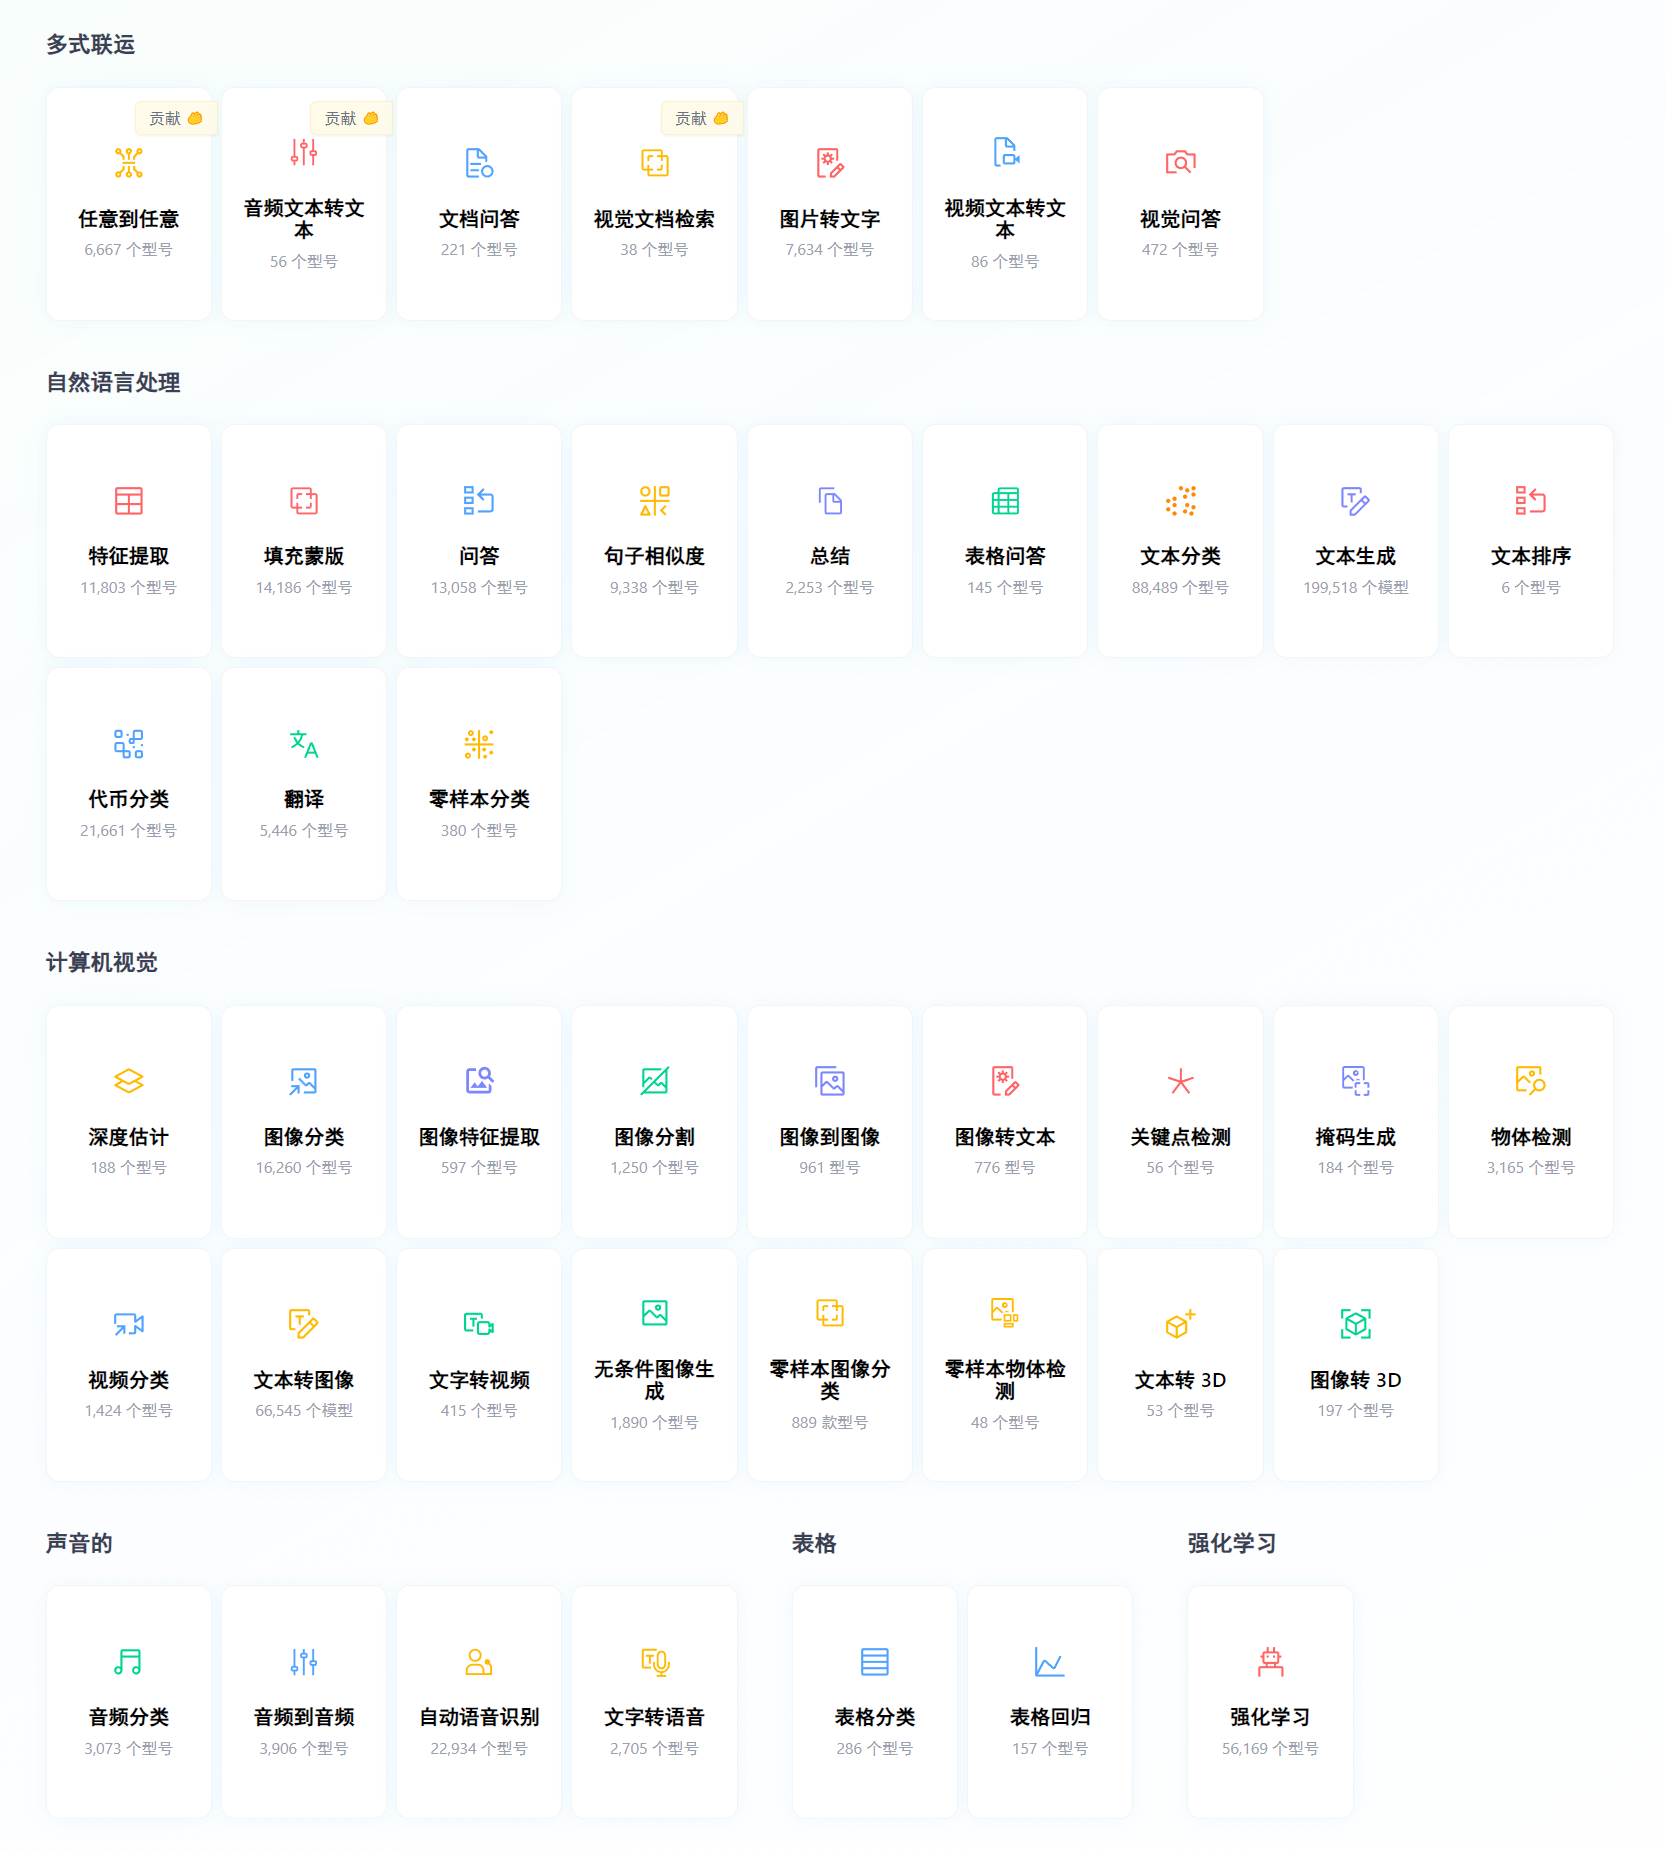 多式联运
贡献
任意到任意
6,667 个型号
贡献
音频文本转文
本
56 个型号
文档问答
221 个型号
贡献
视觉文档检索
38 个型号
图片转文字
7,634 个型号
视频文本转文
本
86 个型号
视觉问答
472 个型号
自然语言处理
特征提取
11,803 个型号
填充蒙版
14,186 个型号
问答
13,058 个型号
句子相似度
9,338 个型号
总结
2,253 个型号
表格问答
145 个型号
文本分类
88,489 个型号
文本生成
199,518 个模型
文本排序
6 个型号
代币分类
21,661 个型号
翻译
5,446 个型号
零样本分类
380 个型号
计算机视觉
深度估计
188 个型号
图像分类
16,260 个型号
图像特征提取
597 个型号
图像分割
1,250 个型号
图像到图像
961 型号
图像转文本
776 型号
关键点检测
56 个型号
掩码生成
184 个型号
物体检测
3,165 个型号
视频分类
1,424 个型号
文本转图像
66,545 个模型
文字转视频
415 个型号
无条件图像生
成
1,890 个型号
零样本图像分
类
889 款型号
零样本物体检
测
48 个型号
文本转 3D
53 个型号
图像转 3D
197 个型号
声音的
音频分类
3,073 个型号
音频到音频
3,906 个型号
自动语音识别
22,934 个型号
文字转语音
2,705 个型号
表格
表格分类
286 个型号
表格回归
157 个型号
强化学习
强化学习
56,169 个型号